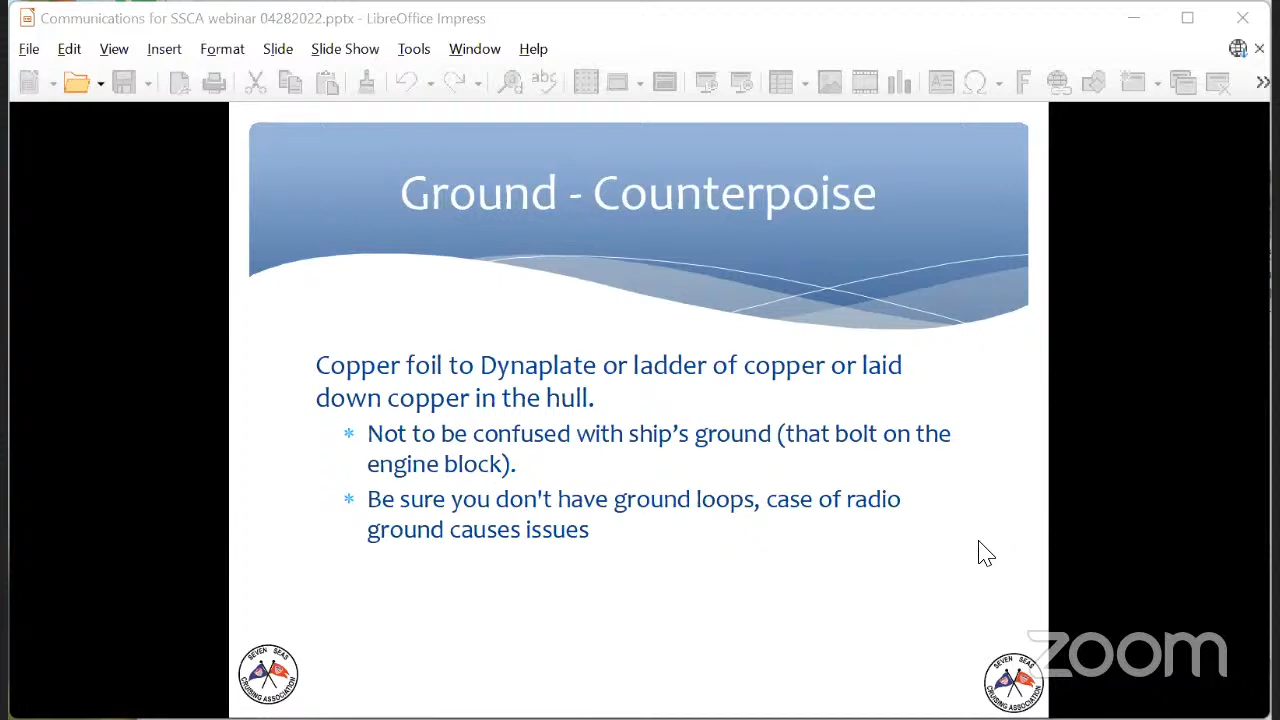 Communications for SSCA webinar 04282022.pptx - LibreOffice Impress
File Edit View Insert Format Slide Slide Show Tools Window Help
abc
Ground - Counterpoise
Copper foil to Dynaplate or ladder of copper or laid
down copper in the hull.
* Not to be confused with ship’s ground (that bolt on the
engine block).
* Be sure you don't have ground loops, case of radio
ground causes issues
SEVEN SEAS
CRUISING ASSOCIATION
SEVEN SEAS
CRUISING ASSOCIATION
zoom